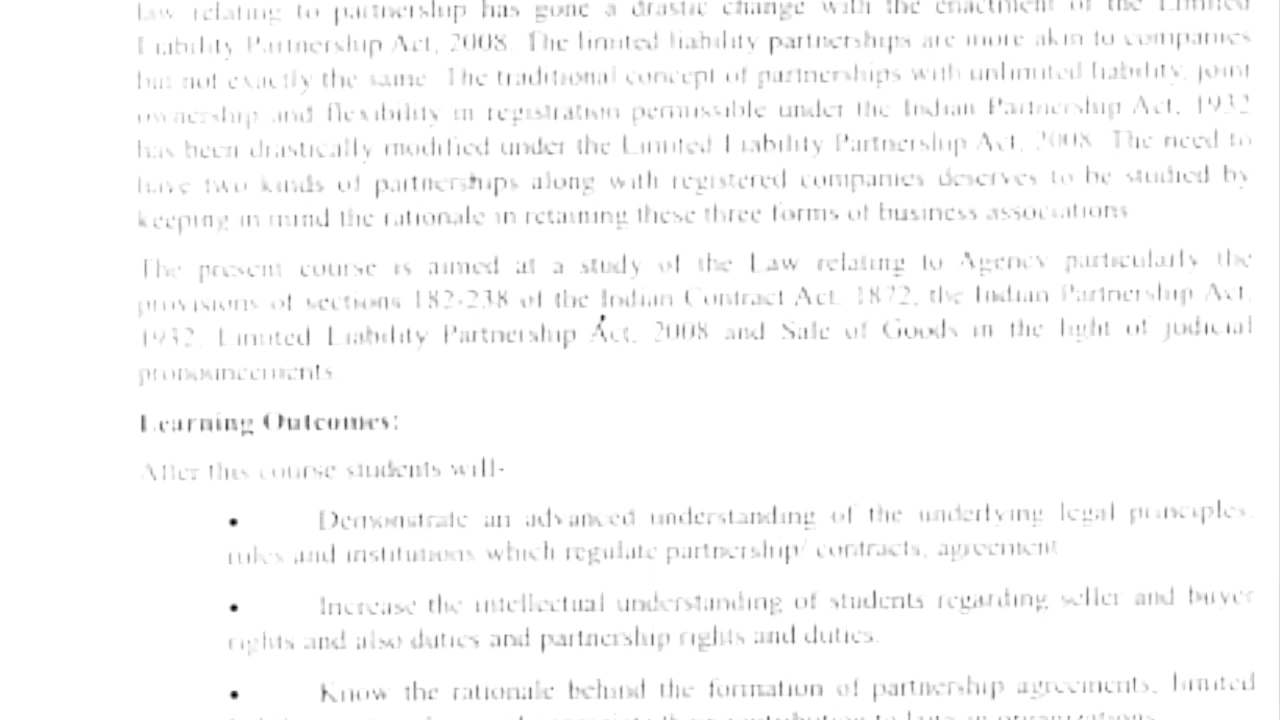 law relating to partnership has gone a drastic change with the enactment of the Limited
Liability Partnership Act, 2008. The limited liability partnerships are more akin to companies
but not exactly the same. The traditional concept of partnerships with unlimited liability, joint
ownership and flexibility in registration permissible under the Indian Partnership Act, 1932
has been drastically modified under the Limited Liability Partnership Act, 2008. The need to
have two kinds of partnerships along with registered companies deserves to be studied by
keeping in mind the rationale in retaining these three forms of business associations.
The present course is aimed at a study of the Law relating to Agency particularly the
provisions of sections 182-238 of the Indian Contract Act, 1872, the Indian Partnership Act,
1932, Limited Liability Partnership Act, 2008 and Sale of Goods in the light of judicial
pronouncements.
Learning Outcomes:
After this course students will-
• Demonstrate an advanced understanding of the underlying legal principles,
rules and institutions which regulate partnership/ contracts, agreement
• Increase the intellectual understanding of students regarding seller and buyer
rights and also duties and partnership rights and duties.
• Know the rationale behind the formation of partnership agreements, limited